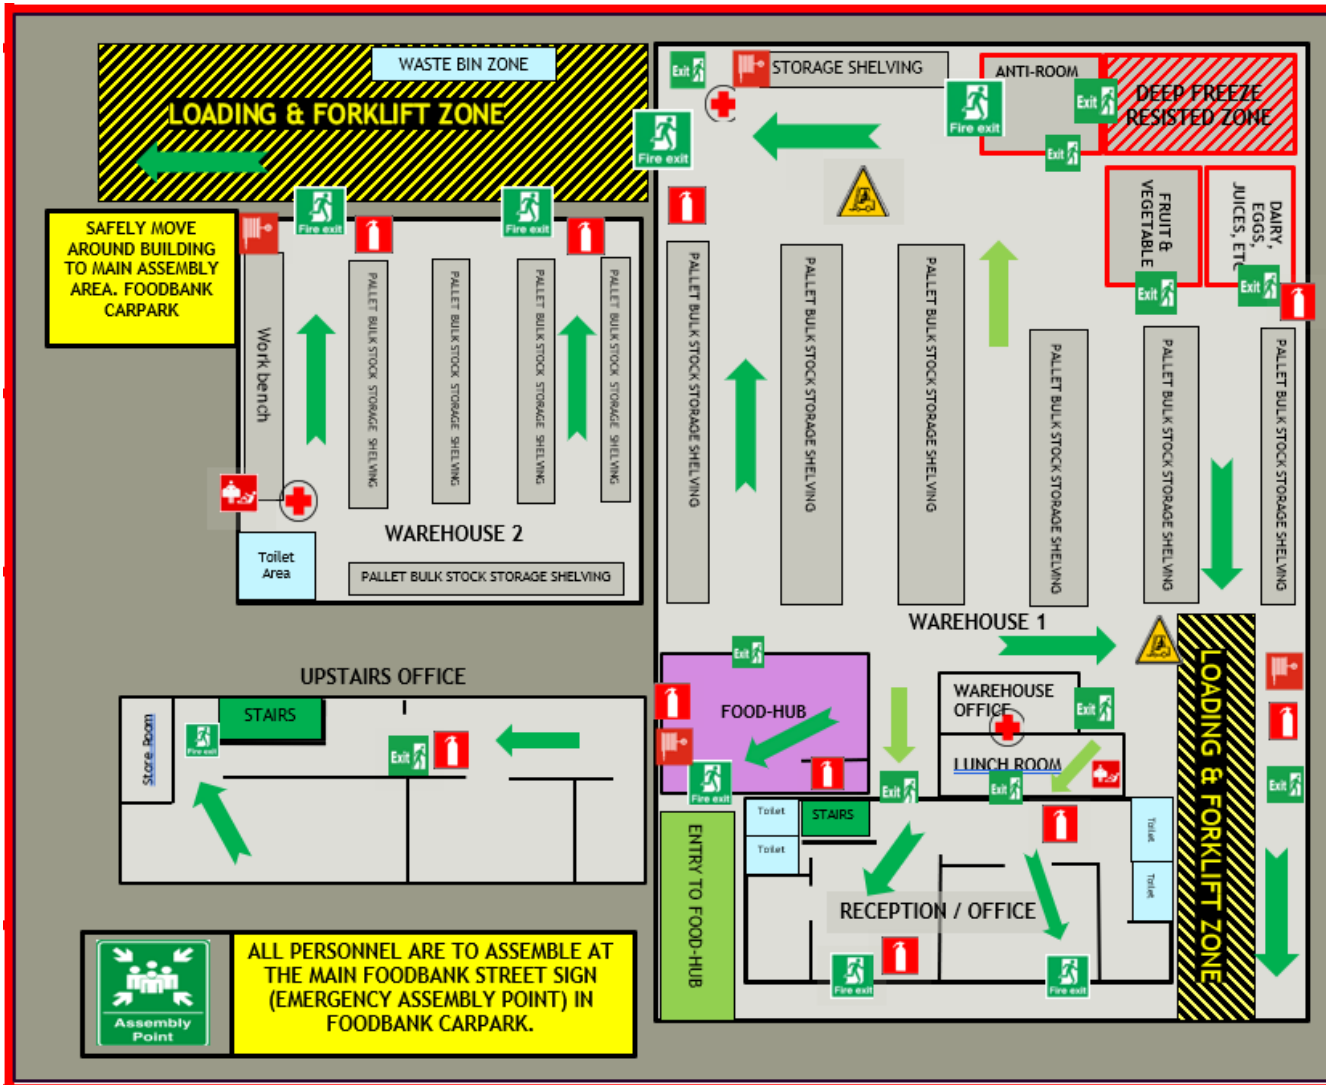 WASTE BIN ZONE
LOADING & FORKLIFT ZONE
Exit
STORAGE SHELVING
Fire exit
ANTI-ROOM
Fire exit
Exit
Exit
DEEP FREEZE
RESISTED ZONE
FRUIT &
VEGETABLE
Exit
DAIRY,
EGGS,
JUICES, ETC
Exit
SAFELY MOVE
AROUND BUILDING
TO MAIN ASSEMBLY
AREA. FOODBANK
CARPARK
Fire exit
Fire exit
Work bench
PALLET BULK STOCK STORAGE SHELVING
PALLET BULK STOCK STORAGE SHELVING
PALLET BULK STOCK STORAGE SHELVING
PALLET BULK STOCK STORAGE SHELVING
WAREHOUSE 2
Toilet
Area
PALLET BULK STOCK STORAGE SHELVING
PALLET BULK STOCK STORAGE SHELVING
PALLET BULK STOCK STORAGE SHELVING
PALLET BULK STOCK STORAGE SHELVING
PALLET BULK STOCK STORAGE SHELVING
PALLET BULK STOCK STORAGE SHELVING
PALLET BULK STOCK STORAGE SHELVING
WAREHOUSE 1
UPSTAIRS OFFICE
Store Room
STAIRS
Fire exit
Exit
Exit
FOOD-HUB
Fire exit
WAREHOUSE
OFFICE
Exit
LUNCH ROOM
Exit
Exit
LOADING & FORKLIFT ZONE
Exit
ENTRY TO FOOD-HUB
Toilet
Toilet
STAIRS
Toilet
Toilet
RECEPTION / OFFICE
Fire exit
Fire exit
Assembly
Point
ALL PERSONNEL ARE TO ASSEMBLE AT
THE MAIN FOODBANK STREET SIGN
(EMERGENCY ASSEMBLY POINT) IN
FOODBANK CARPARK.